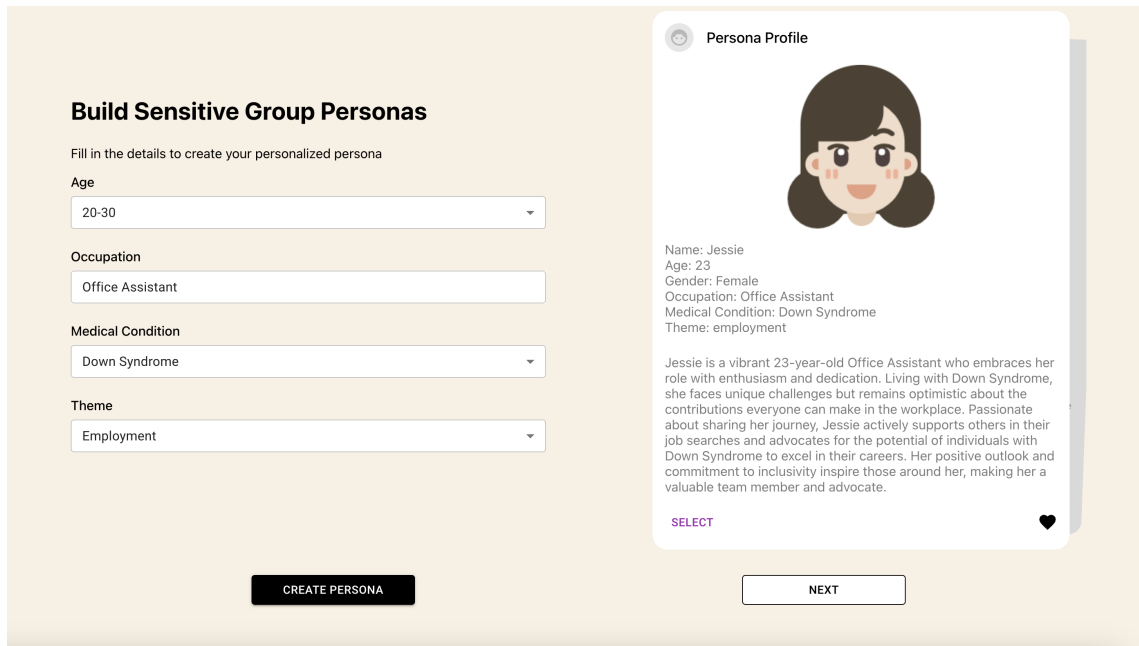 Build Sensitive Group Personas
Fill in the details to create your personalized persona
Age
20-30
Occupation
Office Assistant
Medical Condition
Down Syndrome
Theme
Employment
CREATE PERSONA
Persona Profile
Name: Jessie
Age: 23
Gender: Female
Occupation: Office Assistant
Medical Condition: Down Syndrome
Theme: employment
Jessie is a vibrant 23-year-old Office Assistant who embraces her
role with enthusiasm and dedication. Living with Down Syndrome,
she faces unique challenges but remains optimistic about the
contributions everyone can make in the workplace. Passionate
about sharing her journey, Jessie actively supports others in their
job searches and advocates for the potential of individuals with
Down Syndrome to excel in their careers. Her positive outlook and
commitment to inclusivity inspire those around her, making her a
valuable team member and advocate.
SELECT
NEXT